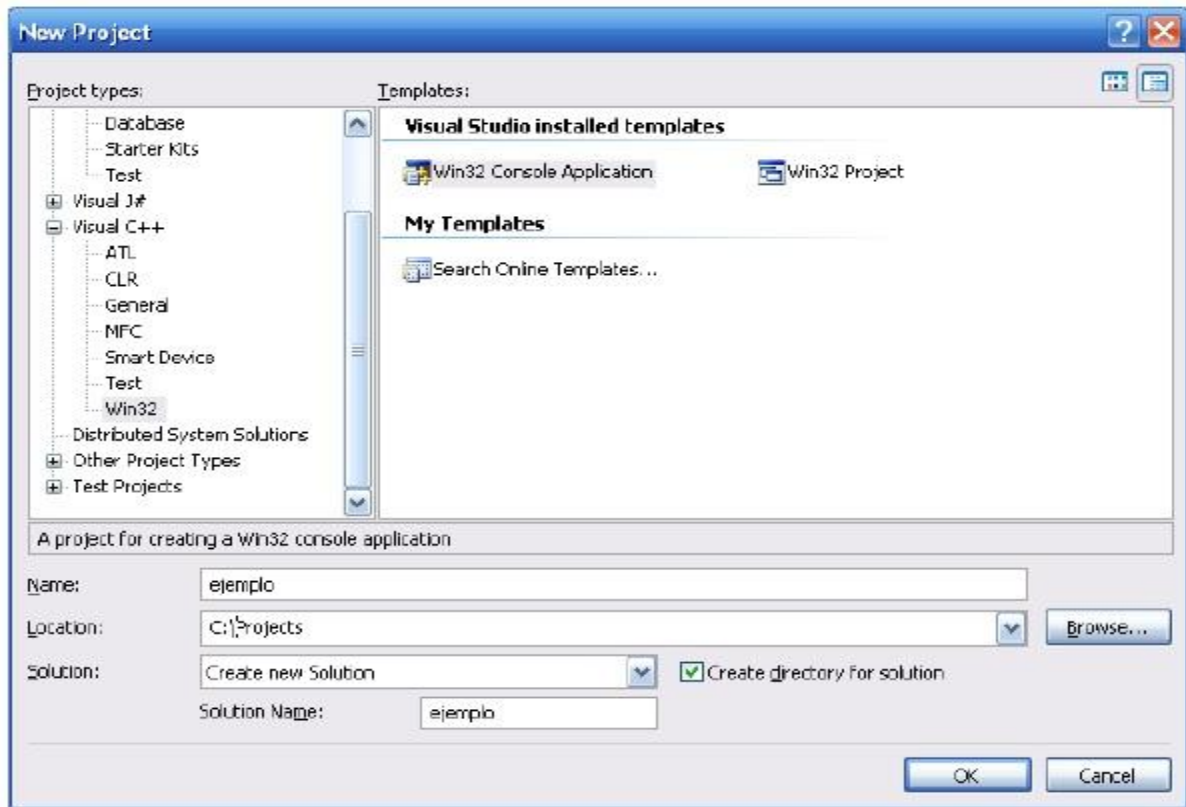 New Project
Project types:
Templates:
Database
Starter Kits
Test
Visual J#
Visual C++
ATL
CLR
General
MFC
Smart Device
Test
Win32
Distributed System Solutions
Other Project Types
Test Projects
Visual Studio installed templates
Win32 Console Application
Win32 Project
My Templates
Search Online Templates...
A project for creating a Win32 console application
Name:
ejemplo
Location:
C:\Projects
Browse...
Solution:
Create new Solution
Create directory for solution
Solution Name:
ejemplo
OK
Cancel